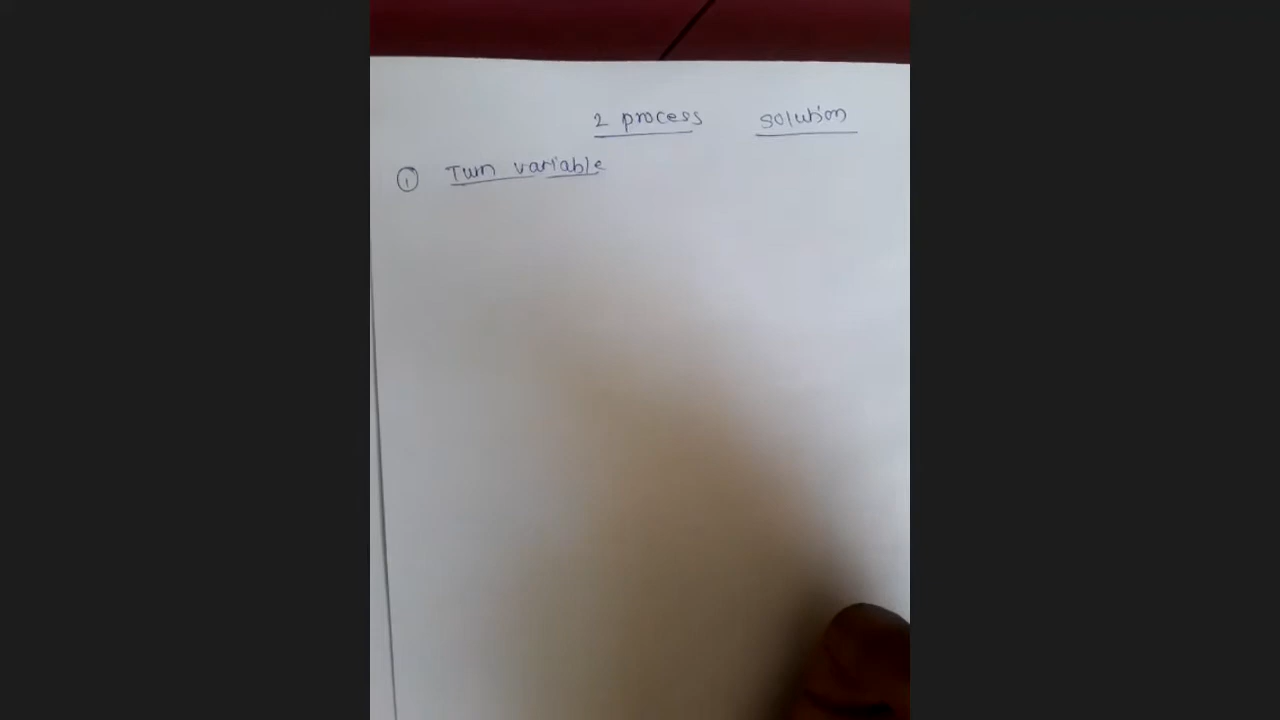 2 process solution
① Turn variable